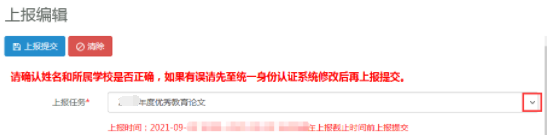 上报编辑
上报提交 清除
请确认姓名和所属学校是否正确，如果有误请先至统一身份认证系统修改后再上报提交。
上报任务* 年度优秀教育论文
上报时间：2021-09- 在上报截止时间前上报提交